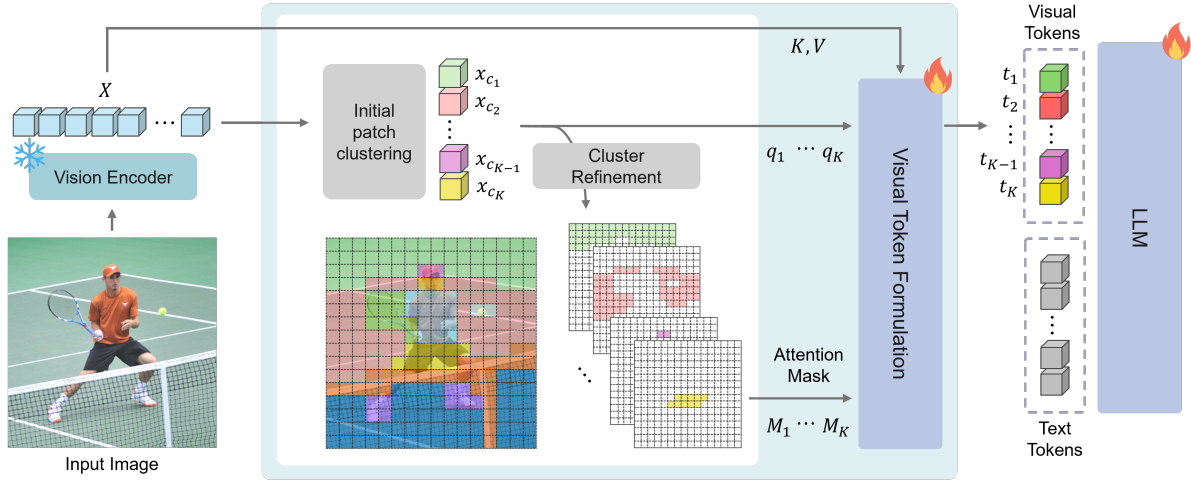 X
Vision Encoder
Input Image
Initial
patch
clustering
x_{c_1}
x_{c_2}
x_{c_{K-1}}
x_{c_K}
Cluster
Refinement
K, V
q_1 ⋯ q_K
Attention
Mask
M_1 ⋯ M_K
Visual Token Formulation
Visual
Tokens
t_1
t_2
t_{K-1}
t_K
Text
Tokens
LLM